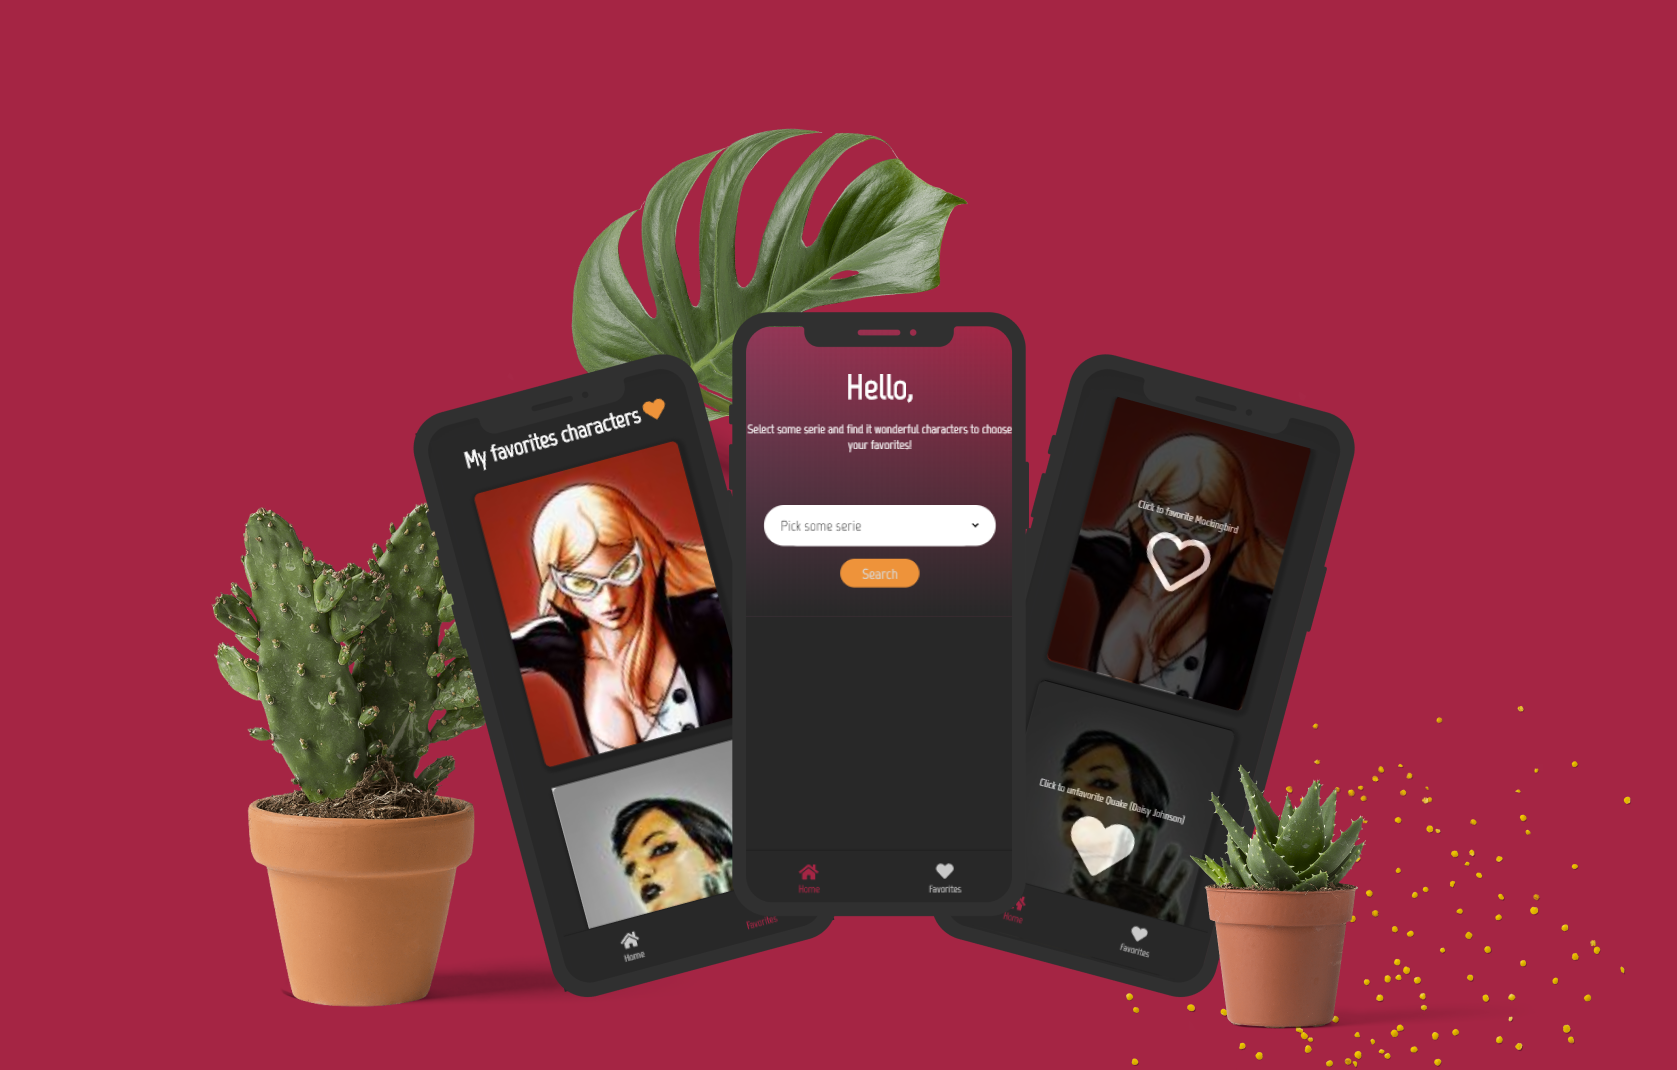 My favorites characters
Home
Favorites
Hello,
Select some serie and find it wonderful characters to choose
your favorites!
Pick some serie
Search
Home
Favorites
Click to favorite Mockingbird
Click to unfavorite Quake (Daisy Johnson)
Home
Favorites